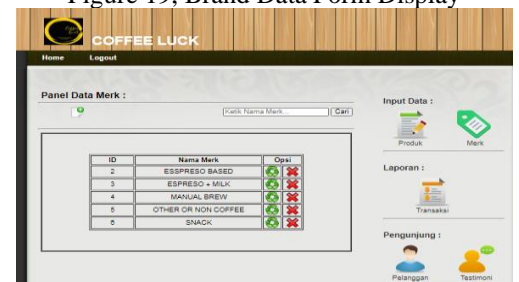 Figure 19, Brand Data Form Display
COFFEE LUCK
Home Logout
Panel Data Merk :
Ketik Nama Merk... Cari
ID Nama Merk Opsi
2 ESSPRESO BASED
3 ESPRESO + MILK
4 MANUAL BREW
5 OTHER OR NON COFFEE
6 SNACK
Input Data :
Produk Merk
Laporan :
Transaksi
Pengunjung :
Pelanggan Testimoni